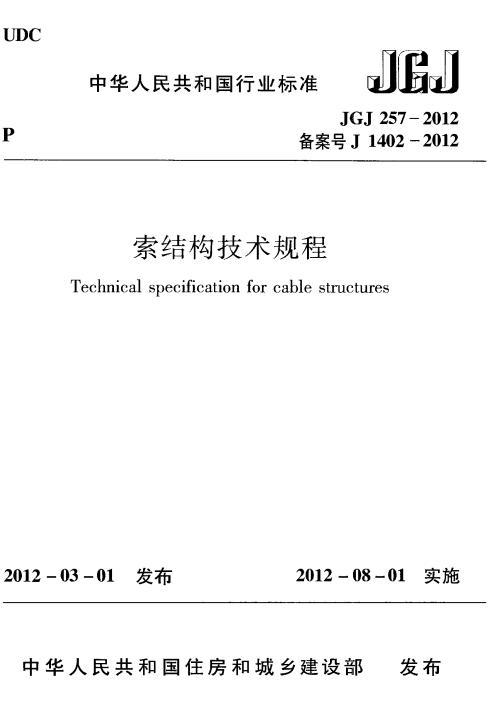 UDC
中华人民共和国行业标准 JGJ
JGJ 257－2012
P
备案号 J 1402－2012
索结构技术规程
Technical specification for cable structures
2012－03－01 发布 2012－08－01 实施
中华人民共和国住房和城乡建设部 发布